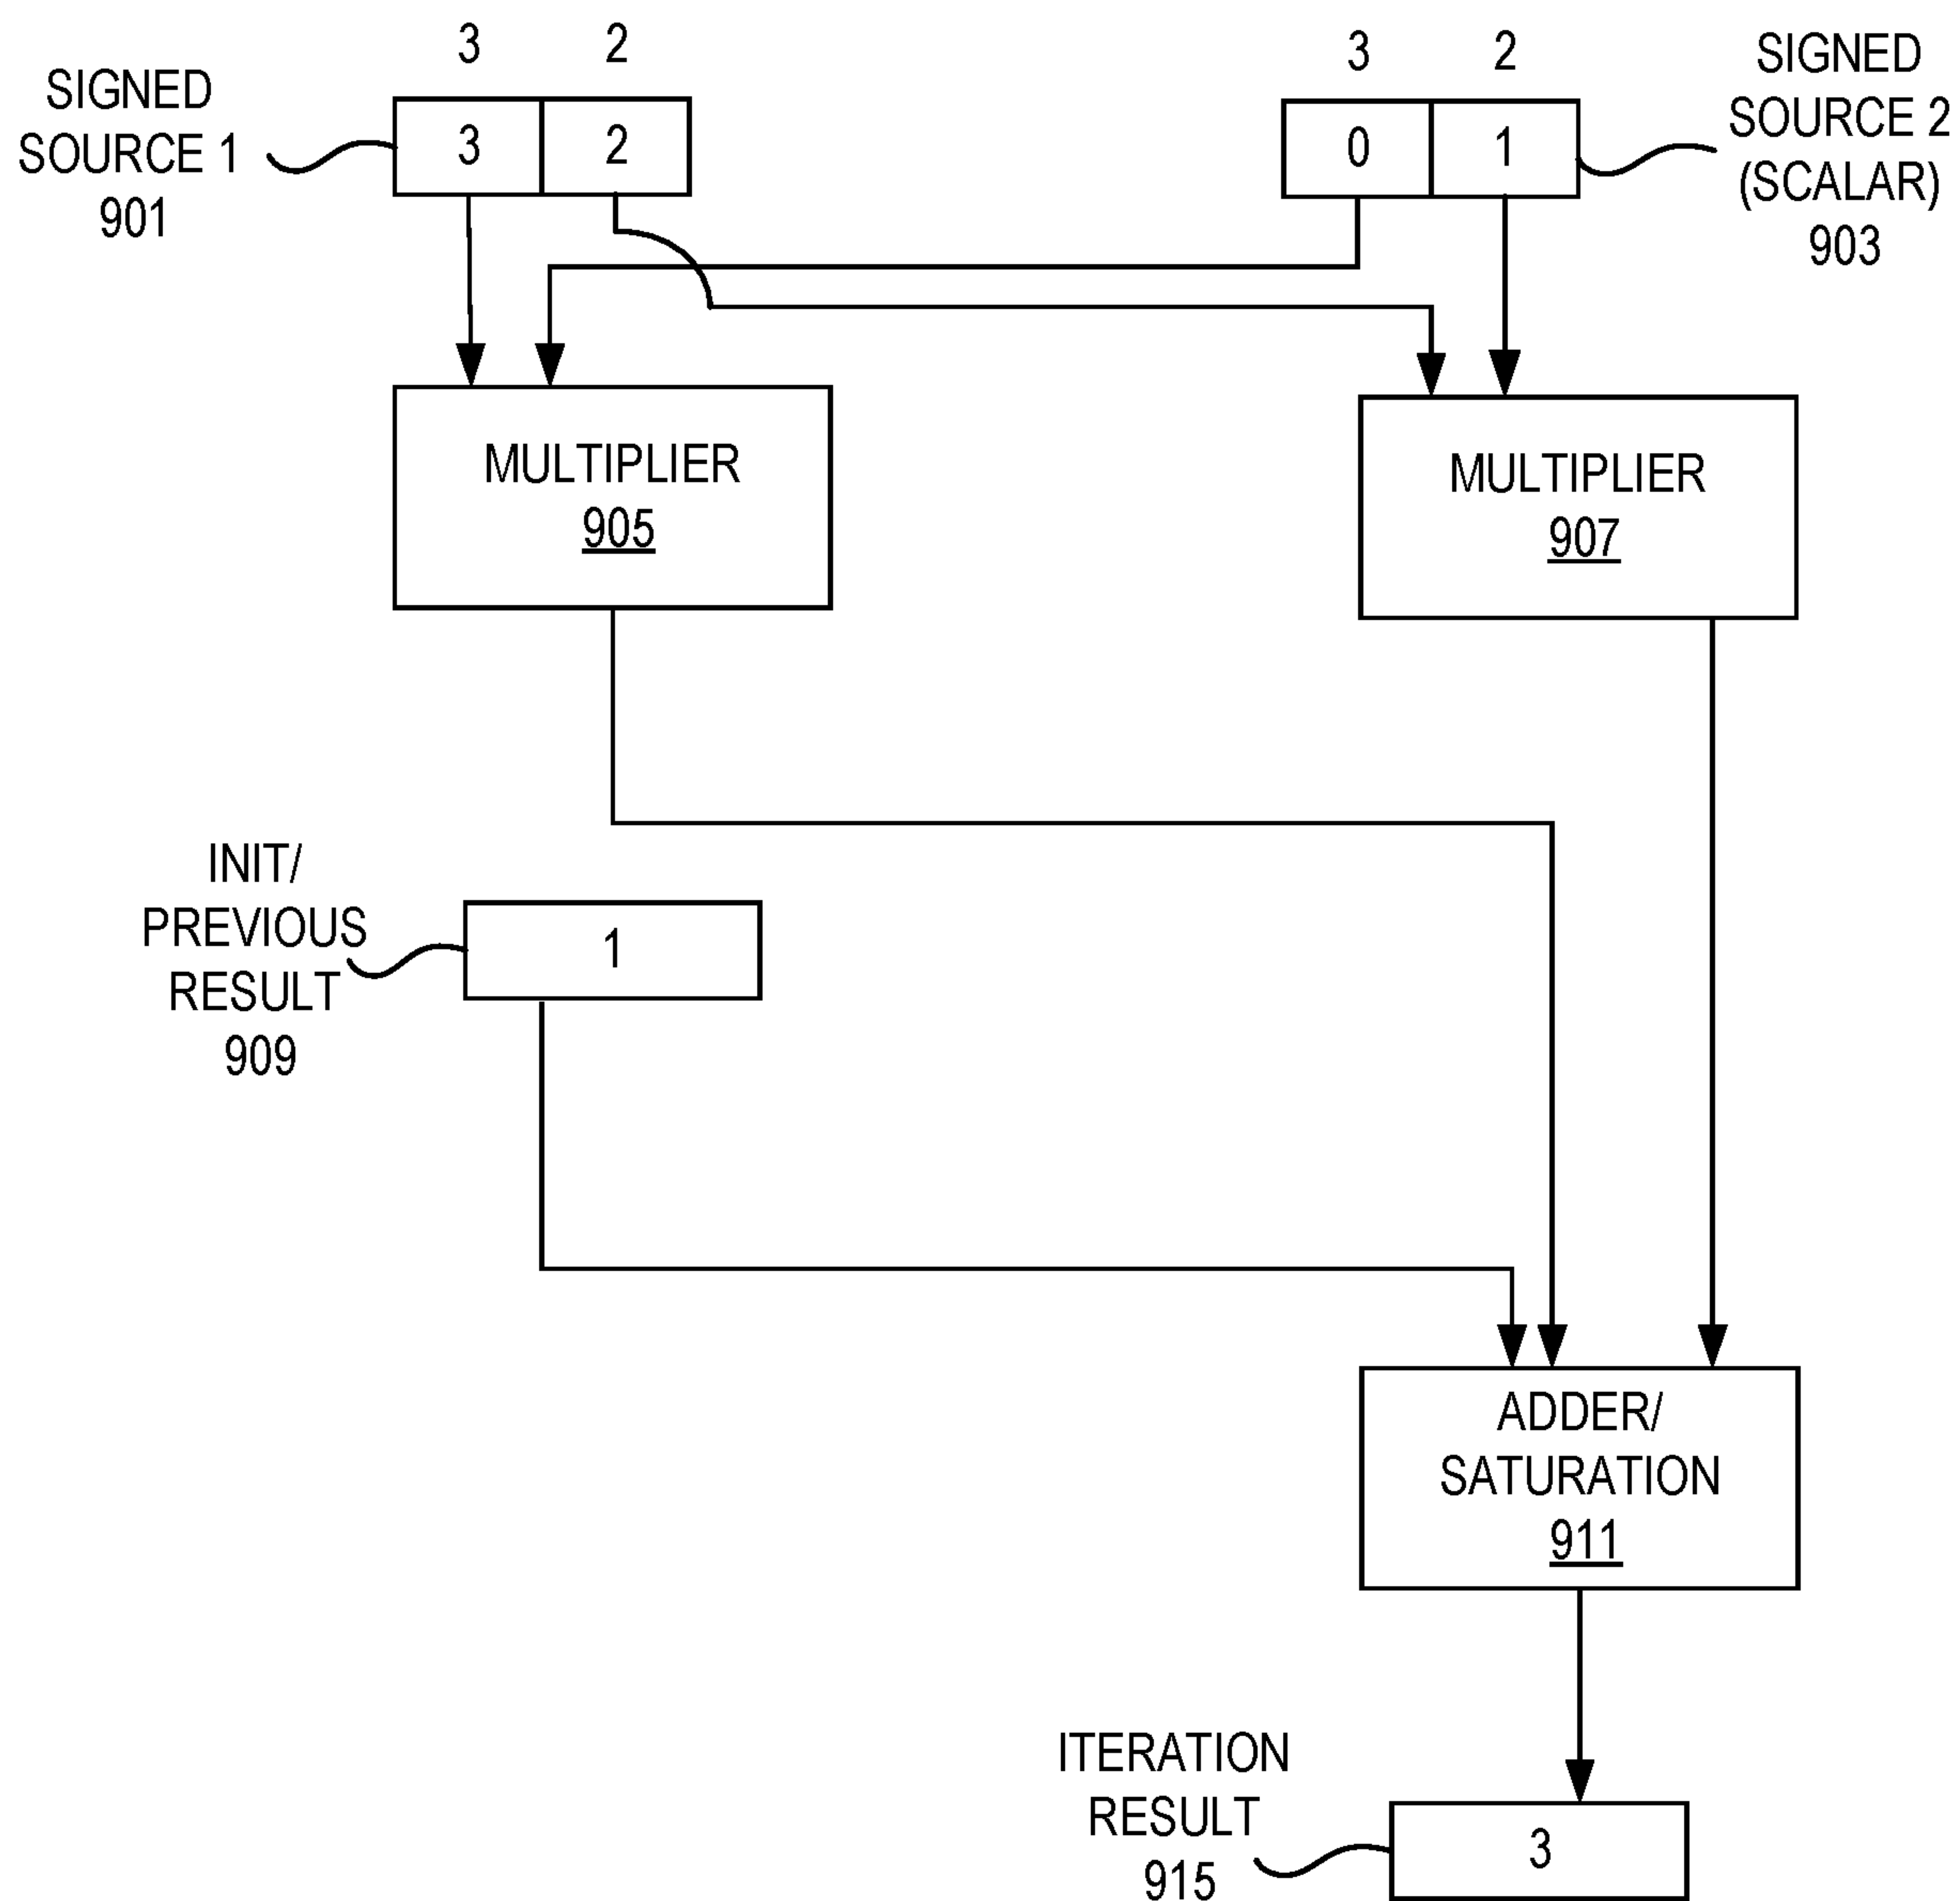 3 2
3 2
SIGNED
SOURCE 1
901
3 2
0 1
SIGNED
SOURCE 2
(SCALAR)
903
MULTIPLIER
905
MULTIPLIER
907
INIT/
PREVIOUS
RESULT
909
1
ADDER/
SATURATION
911
ITERATION
RESULT
915
3